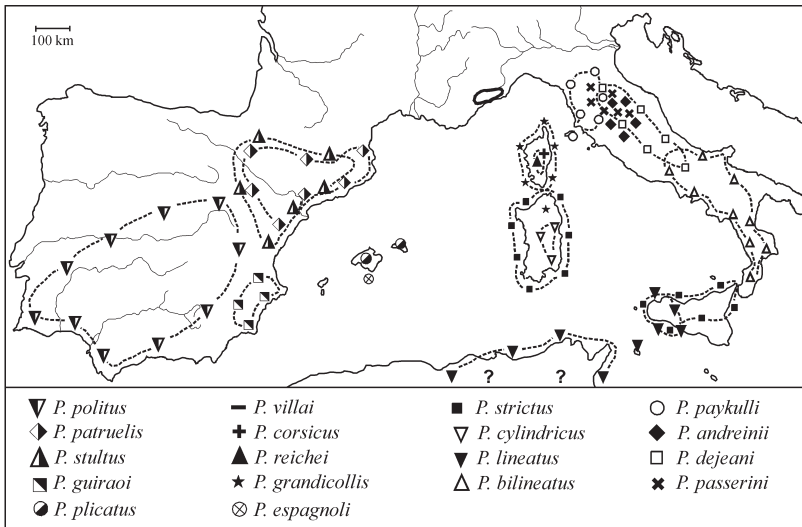 100 km
? ?
P. politus P. villai P. strictus P. paykulli
P. patruelis P. corsicus P. cylindricus P. andreinii
P. stultus P. reichei P. lineatus P. dejeani
P. guiraoi P. grandicollis P. bilineatus P. passerini
P. plicatus P. espagnoli